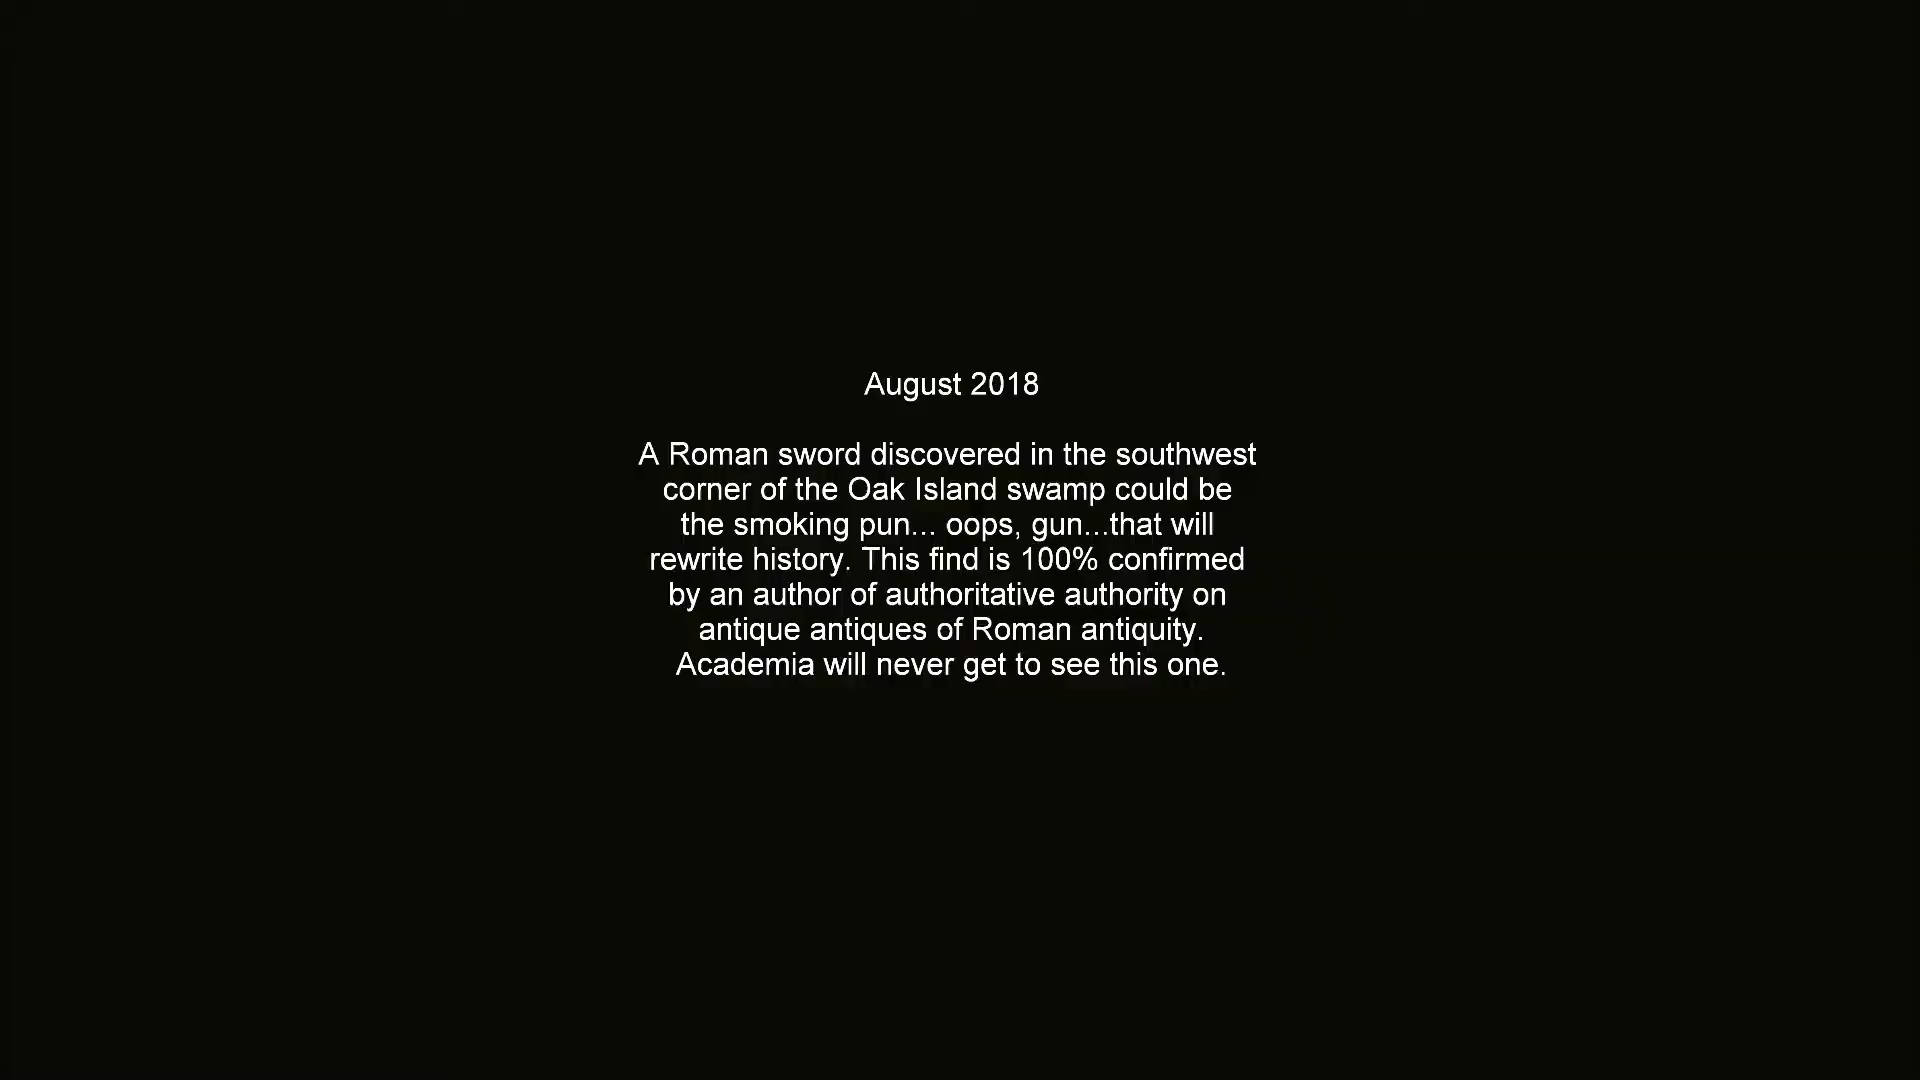 August 2018
A Roman sword discovered in the southwest
corner of the Oak Island swamp could be
the smoking pun... oops, gun...that will
rewrite history. This find is 100% confirmed
by an author of authoritative authority on
antique antiques of Roman antiquity.
Academia will never get to see this one.